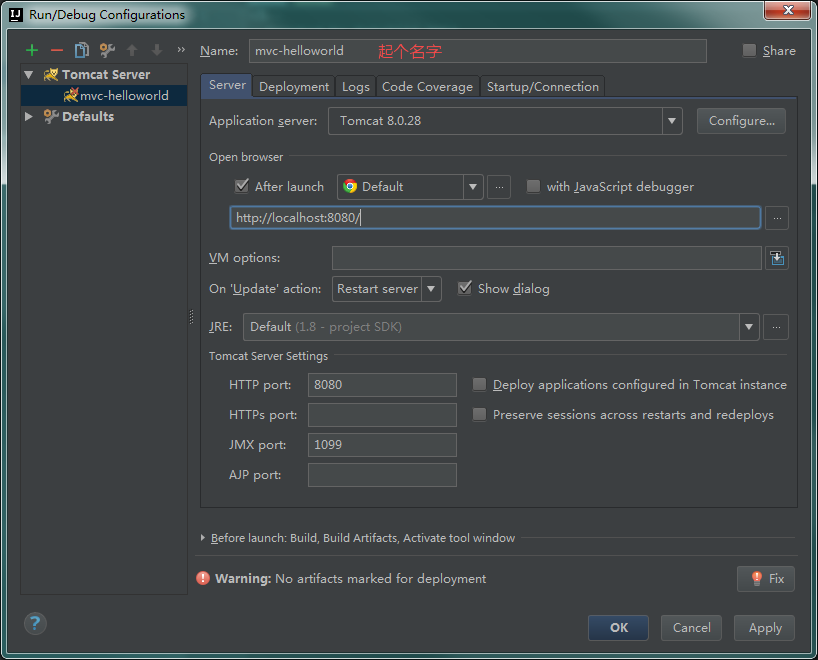 Run/Debug Configurations
Name: mvc-helloworld 起个名字 Share
Tomcat Server
mvc-helloworld
Defaults
Server Deployment Logs Code Coverage Startup/Connection
Application server: Tomcat 8.0.28 Configure...
Open browser
After launch Default ... with JavaScript debugger
http://localhost:8080/ ...
VM options:
On 'Update' action: Restart server Show dialog
JRE: Default (1.8 - project SDK) ...
Tomcat Server Settings
HTTP port: 8080 Deploy applications configured in Tomcat instance
HTTPs port: Preserve sessions across restarts and redeploys
JMX port: 1099
AJP port:
Before launch: Build, Build Artifacts, Activate tool window
Warning: No artifacts marked for deployment Fix
? OK Cancel Apply